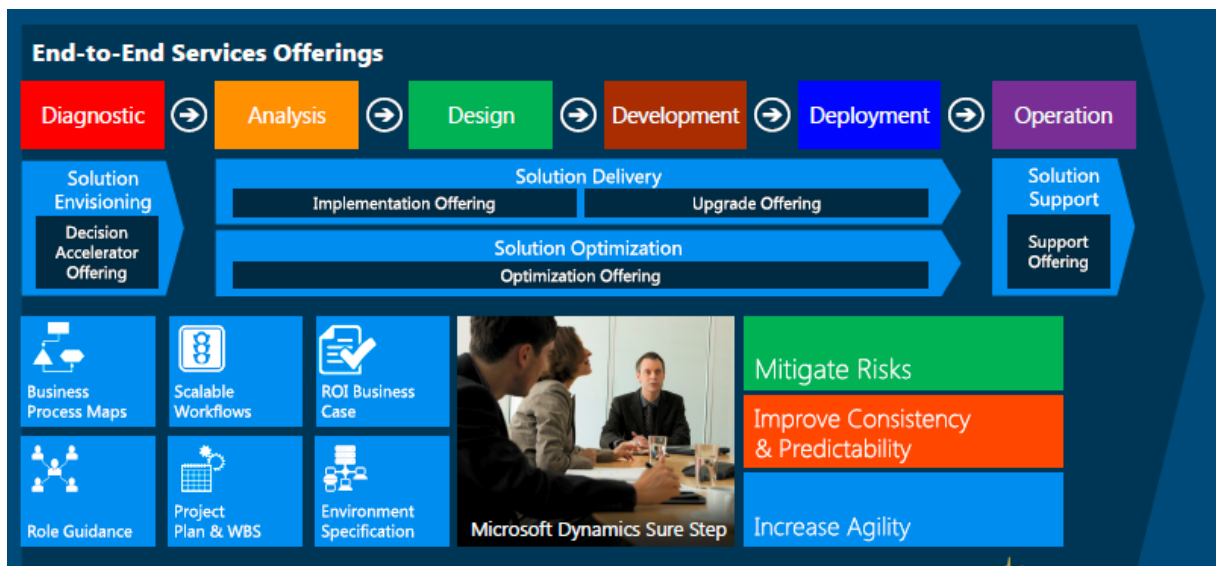 End-to-End Services Offerings
Diagnostic
Analysis
Design
Development
Deployment
Operation
Solution
Envisioning
Decision
Accelerator
Offering
Solution Delivery
Implementation Offering
Upgrade Offering
Solution Optimization
Optimization Offering
Solution
Support
Support
Offering
Business
Process Maps
Scalable
Workflows
ROI Business
Case
Role Guidance
Project
Plan & WBS
Environment
Specification
Microsoft Dynamics Sure Step
Mitigate Risks
Improve Consistency
& Predictability
Increase Agility